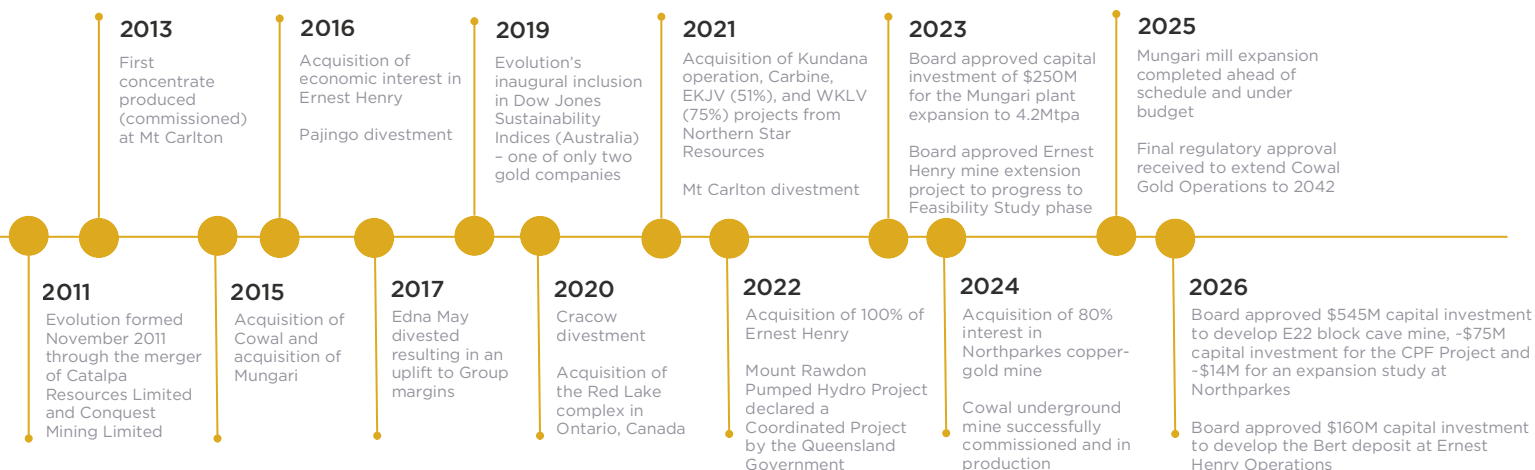 2013
First
concentrate
produced
(commissioned)
at Mt Carlton
2016
Acquisition of
economic interest in
Ernest Henry
Pajingo divestment
2019
Evolution's
inaugural inclusion
in Dow Jones
Sustainability
Indices (Australia)
– one of only two
gold companies
2021
Acquisition of Kundana
operation, Carbine,
EKJV (51%), and WKLV
(75%) projects from
Northern Star
Resources
Mt Carlton divestment
2023
Board approved capital
investment of $250M
for the Mungari plant
expansion to 4.2Mtpa
Board approved Ernest
Henry mine extension
project to progress to
Feasibility Study phase
2025
Mungari mill expansion
completed ahead of
schedule and under
budget
Final regulatory approval
received to extend Cowal
Gold Operations to 2042
2011
Evolution formed
November 2011
through the merger
of Catalpa
Resources Limited
and Conquest
Mining Limited
2015
Acquisition of
Cowal and
acquisition of
Mungari
2017
Edna May
divested
resulting in an
uplift to Group
margins
2020
Cracow
divestment
Acquisition of
the Red Lake
complex in
Ontario, Canada
2022
Acquisition of 100% of
Ernest Henry
Mount Rawdon
Pumped Hydro Project
declared a
Coordinated Project
by the Queensland
Government
2024
Acquisition of 80%
interest in
Northparkes copper-
gold mine
Cowal underground
mine successfully
commissioned and in
production
2026
Board approved $545M capital investment
to develop E22 block cave mine, ~$75M
capital investment for the CPF Project and
~$14M for an expansion study at
Northparkes
Board approved $160M capital investment
to develop the Bert deposit at Ernest
Henry Operations